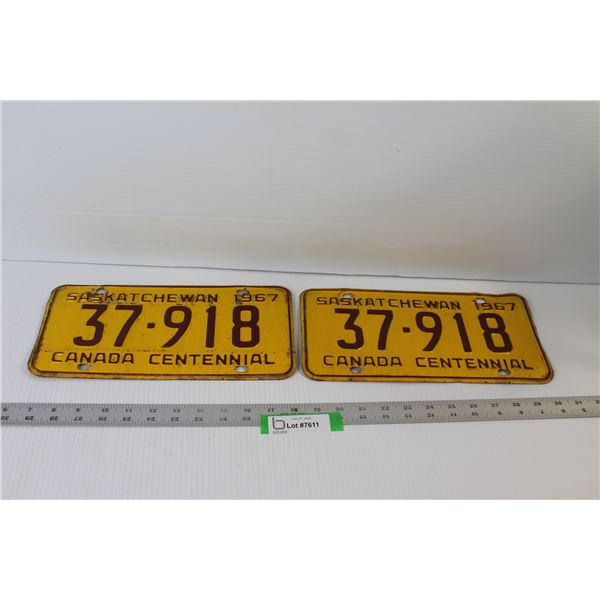 SASKATCHEWAN 1967
37-918
CANADA CENTENNIAL
SASKATCHEWAN 1967
37-918
CANADA CENTENNIAL
Lot #7611